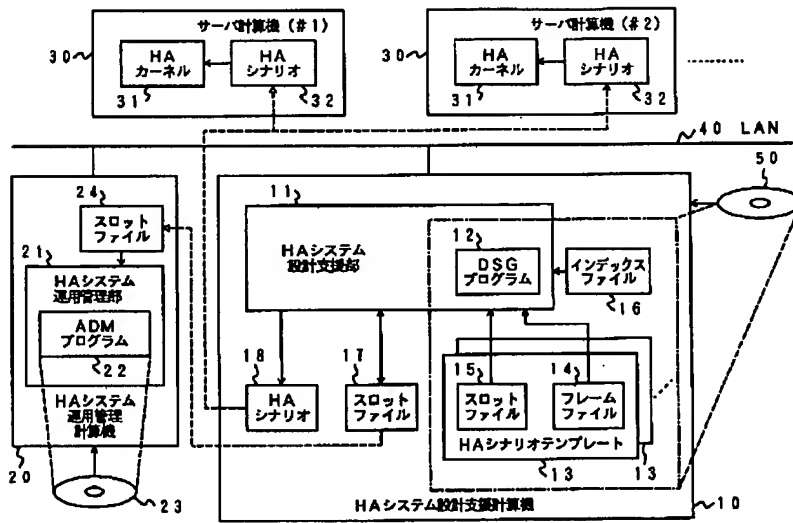 サーバ計算機(#1)
30
HA
カーネル
HA
シナリオ
31
32
サーバ計算機(#2)
30
HA
カーネル
HA
シナリオ
31
32
40 LAN
24
スロット
ファイル
21
HAシステム
運用管理部
ADM
プログラム
22
HAシステム
運用管理
計算機
20
23
11
HAシステム
設計支援部
12
DSG
プログラム
インデックス
ファイル
16
50
18
HA
シナリオ
17
スロット
ファイル
15
スロット
ファイル
14
フレーム
ファイル
HAシナリオテンプレート
13
13
HAシステム設計支援計算機
10